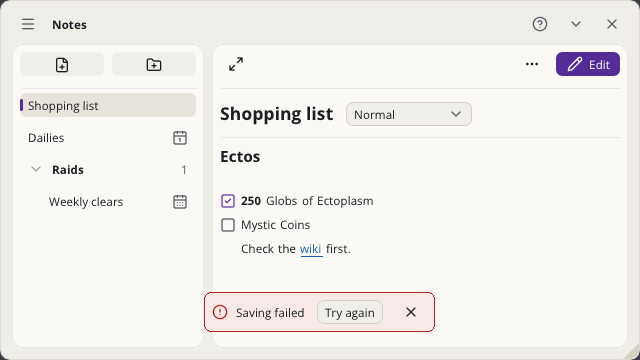 Notes
Edit
Shopping list
Dailies
Raids 1
Weekly clears
Shopping list Normal
Ectos
250 Globs of Ectoplasm
Mystic Coins
Check the wiki first.
Saving failed Try again